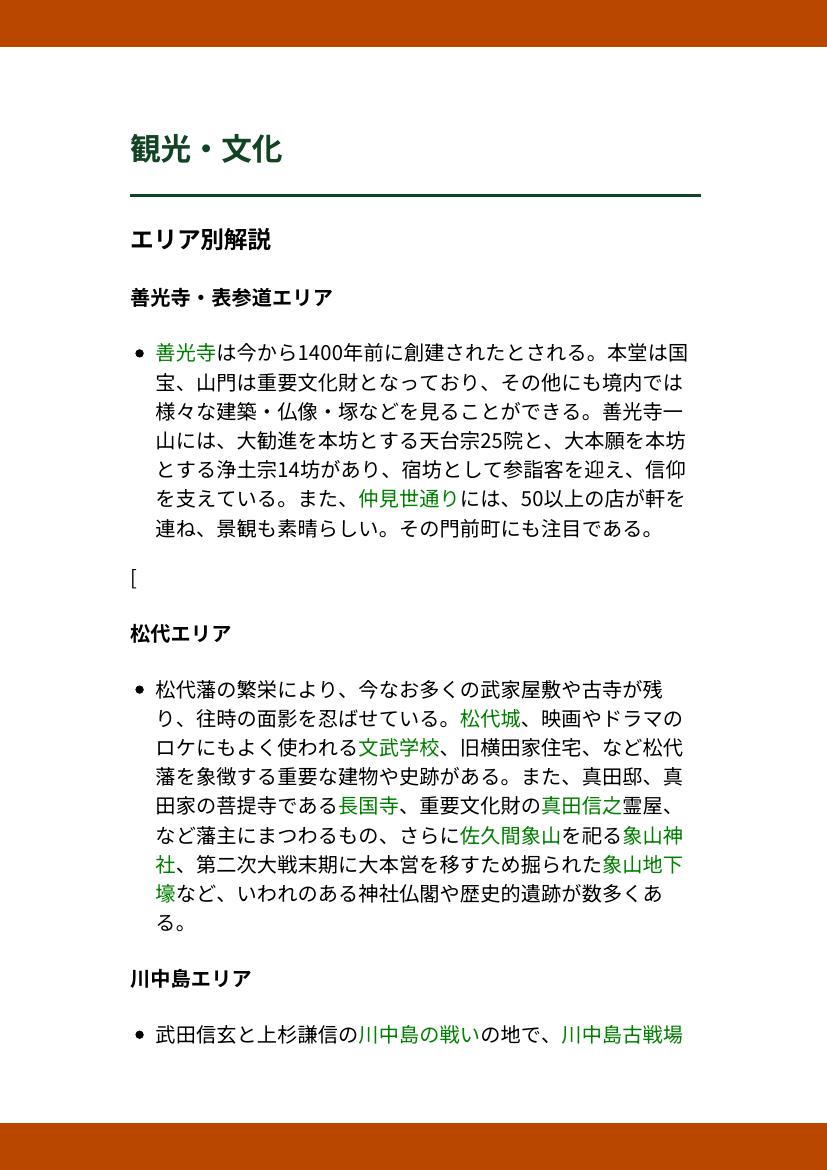 観光・文化
エリア別解説
善光寺・表参道エリア
● 善光寺は今から1400年前に創建されたとされる。本堂は国
宝、山門は重要文化財となっており、その他にも境内では
様々な建築・仏像・塚などを見ることができる。善光寺一
山には、大勧進を本坊とする天台宗25院と、大本願を本坊
とする浄土宗14坊があり、宿坊として参詣客を迎え、信仰
を支えている。また、仲見世通りには、50以上の店が軒を
連ね、景観も素晴らしい。その門前町にも注目である。
[
松代エリア
● 松代藩の繁栄により、今なお多くの武家屋敷や古寺が残
り、往時の面影を忍ばせている。松代城、映画やドラマの
ロケにもよく使われる文武学校、旧横田家住宅、など松代
藩を象徴する重要な建物や史跡がある。また、真田邸、真
田家の菩提寺である長国寺、重要文化財の真田信之霊屋、
など藩主にまつわるもの、さらに佐久間象山を祀る象山神
社、第二次大戦末期に大本営を移すため掘られた象山地下
壕など、いわれのある神社仏閣や歴史的遺跡が数多くあ
る。
川中島エリア
● 武田信玄と上杉謙信の川中島の戦いの地で、川中島古戦場